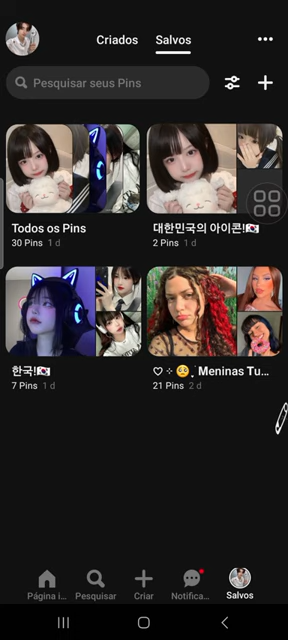 Criados Salvos
Pesquisar seus Pins
Todos os Pins
30 Pins 1 d
대한민국의 아이콘!🇰🇷
2 Pins 1 d
한국!🇰🇷
7 Pins 1 d
♡ ⊹ 🥺 ̣̩ Meninas Tu...
21 Pins 2 d
Página i...
Pesquisar
Criar
Notifica...
Salvos